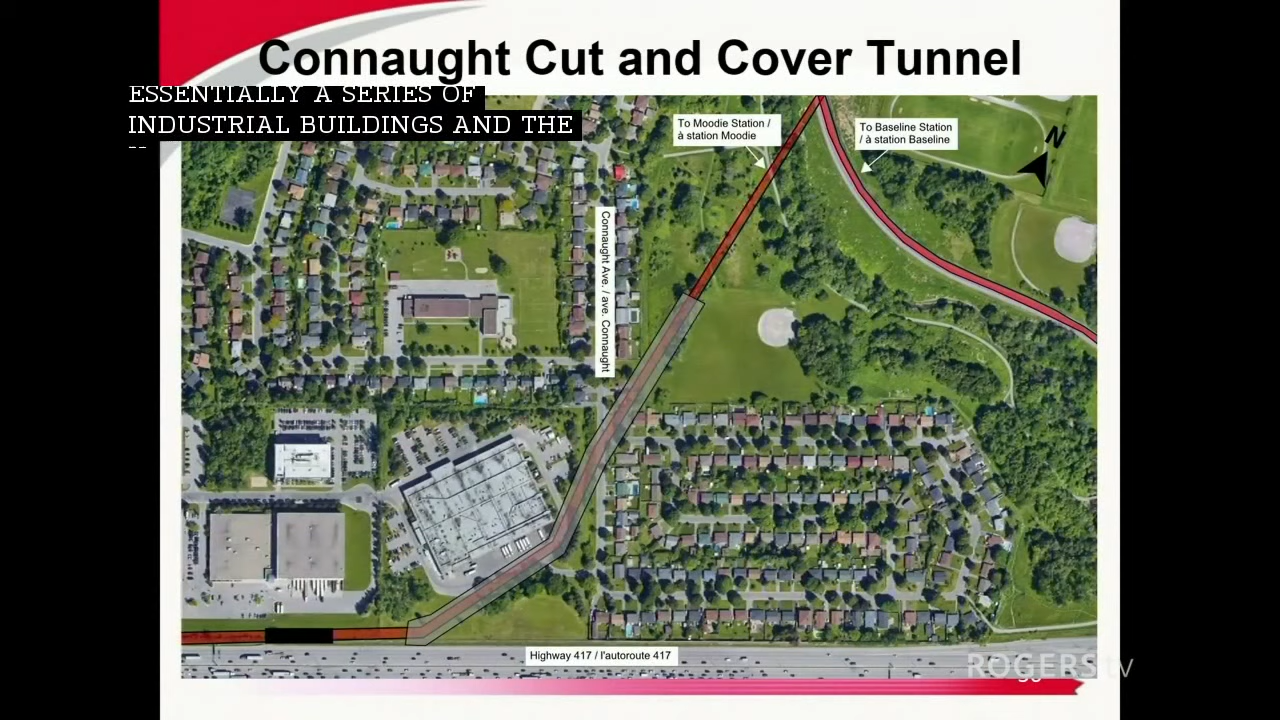 Connaught Cut and Cover Tunnel
ESSENTIALLY A SERIES OF
INDUSTRIAL BUILDINGS AND THE
To Moodie Station /
à station Moodie
To Baseline Station
/ à station Baseline
N
Connaught Ave. / ave. Connaught
Highway 417 / l'autoroute 417
ROGERS tv